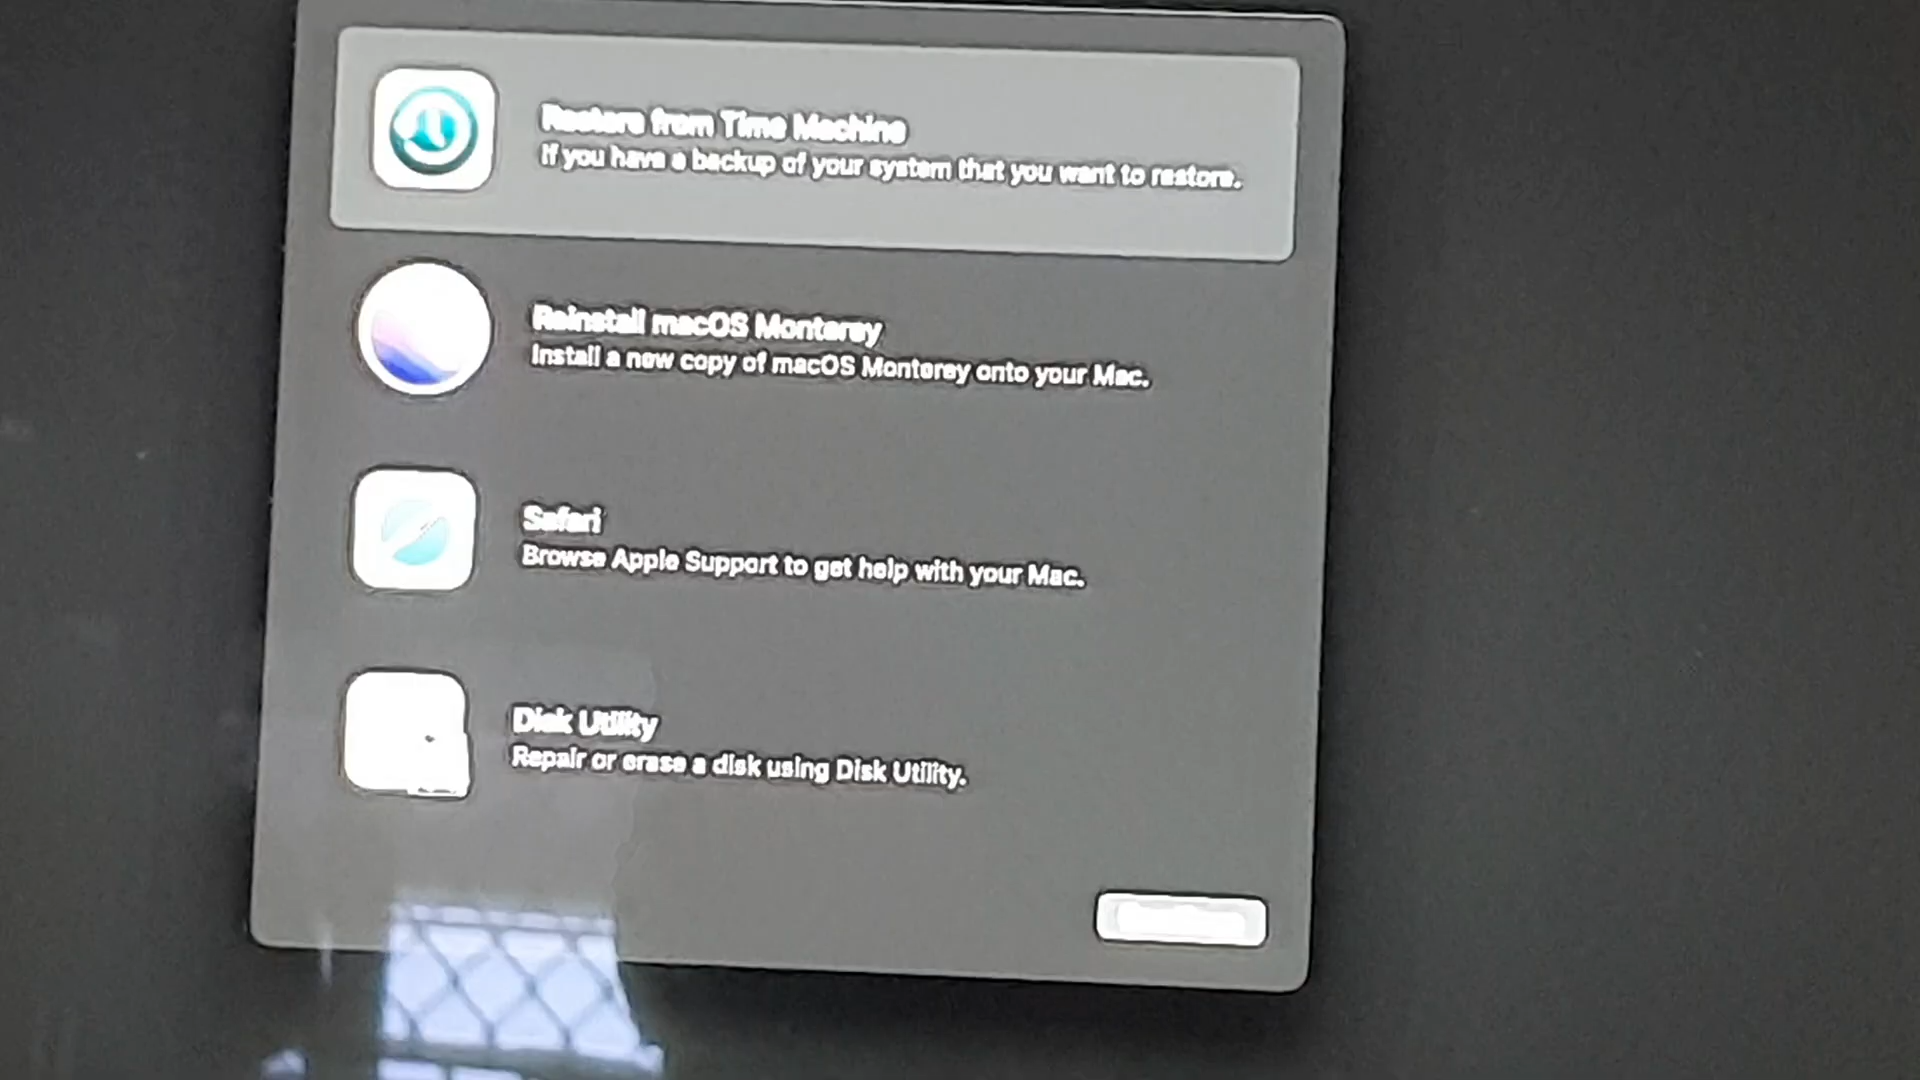 Restore from Time Machine
If you have a backup of your system that you want to restore.
Reinstall macOS Monterey
Install a new copy of macOS Monterey onto your Mac.
Safari
Browse Apple Support to get help with your Mac.
Disk Utility
Repair or erase a disk using Disk Utility.